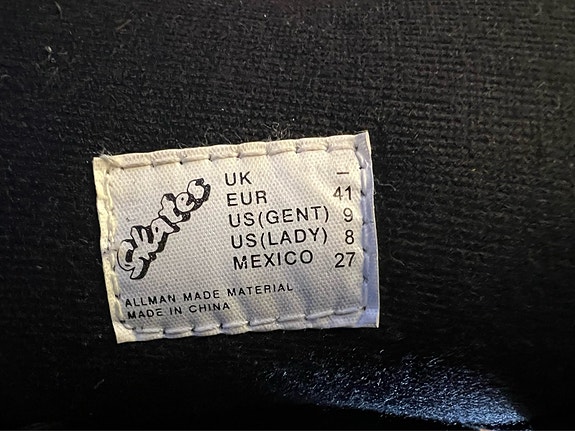 Skates
UK –
EUR 41
US(GENT) 9
US(LADY) 8
MEXICO 27
ALLMAN MADE MATERIAL
MADE IN CHINA